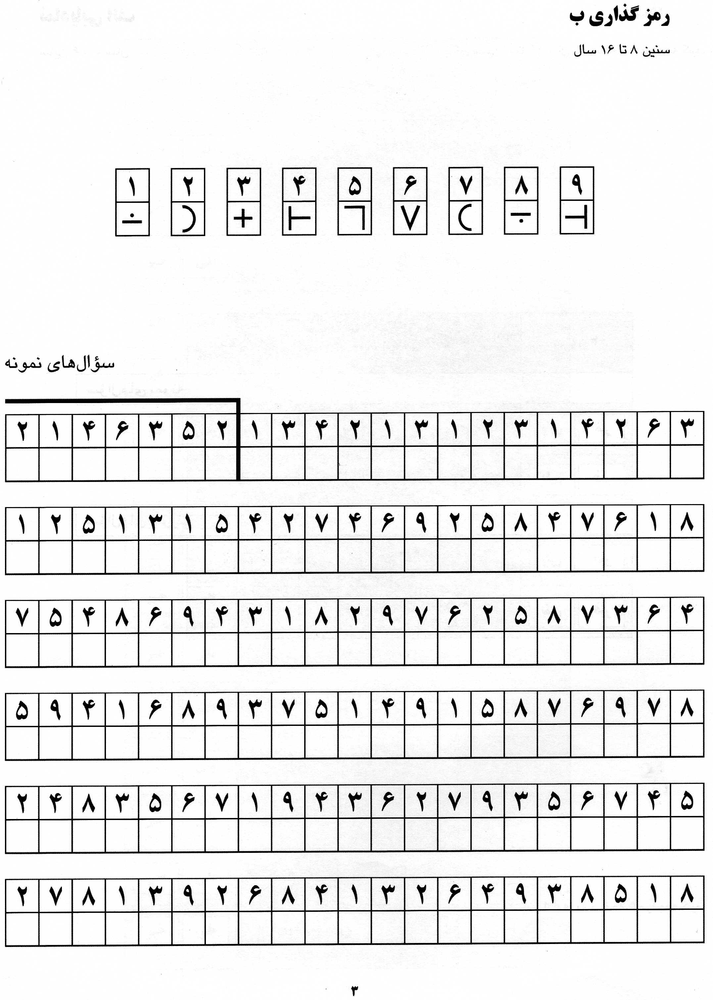 رمز گذاری ب
سنین ۸ تا ۱۶ سال
۱ ۲ ۳ ۴ ۵ ۶ ۷ ۸ ۹
سؤال‌های نمونه
۲ ۱ ۴ ۶ ۳ ۵ ۲ ۱ ۳ ۴ ۲ ۱ ۳ ۱ ۲ ۳ ۱ ۴ ۲ ۶ ۳
۱ ۲ ۵ ۱ ۳ ۱ ۵ ۴ ۲ ۷ ۴ ۶ ۹ ۲ ۵ ۸ ۴ ۷ ۶ ۱ ۸
۷ ۵ ۴ ۸ ۶ ۹ ۴ ۳ ۱ ۸ ۲ ۹ ۷ ۶ ۲ ۵ ۸ ۷ ۳ ۶ ۴
۵ ۹ ۴ ۱ ۶ ۸ ۹ ۳ ۷ ۵ ۱ ۴ ۹ ۱ ۵ ۸ ۷ ۶ ۹ ۷ ۸
۲ ۴ ۸ ۳ ۵ ۶ ۷ ۱ ۹ ۴ ۳ ۶ ۲ ۷ ۹ ۳ ۵ ۶ ۷ ۴ ۵
۲ ۷ ۸ ۱ ۳ ۹ ۲ ۶ ۸ ۴ ۱ ۳ ۲ ۶ ۴ ۹ ۳ ۸ ۵ ۱ ۸
۳